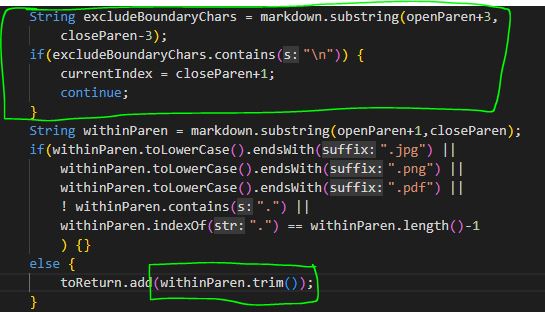 String excludeBoundaryChars = markdown.substring(openParen+3,
closeParen-3);
if(excludeBoundaryChars.contains(s: "\n")) {
currentIndex = closeParen+1;
continue;
}
String withinParen = markdown.substring(openParen+1,closeParen);
if(withinParen.toLowerCase().endsWith(suffix: ".jpg") ||
withinParen.toLowerCase().endsWith(suffix: ".png") ||
withinParen.toLowerCase().endsWith(suffix: ".pdf") ||
! withinParen.contains(s: ".") ||
withinParen.indexOf(str: ".") == withinParen.length()-1
) {}
else {
toReturn.add(withinParen.trim());
}